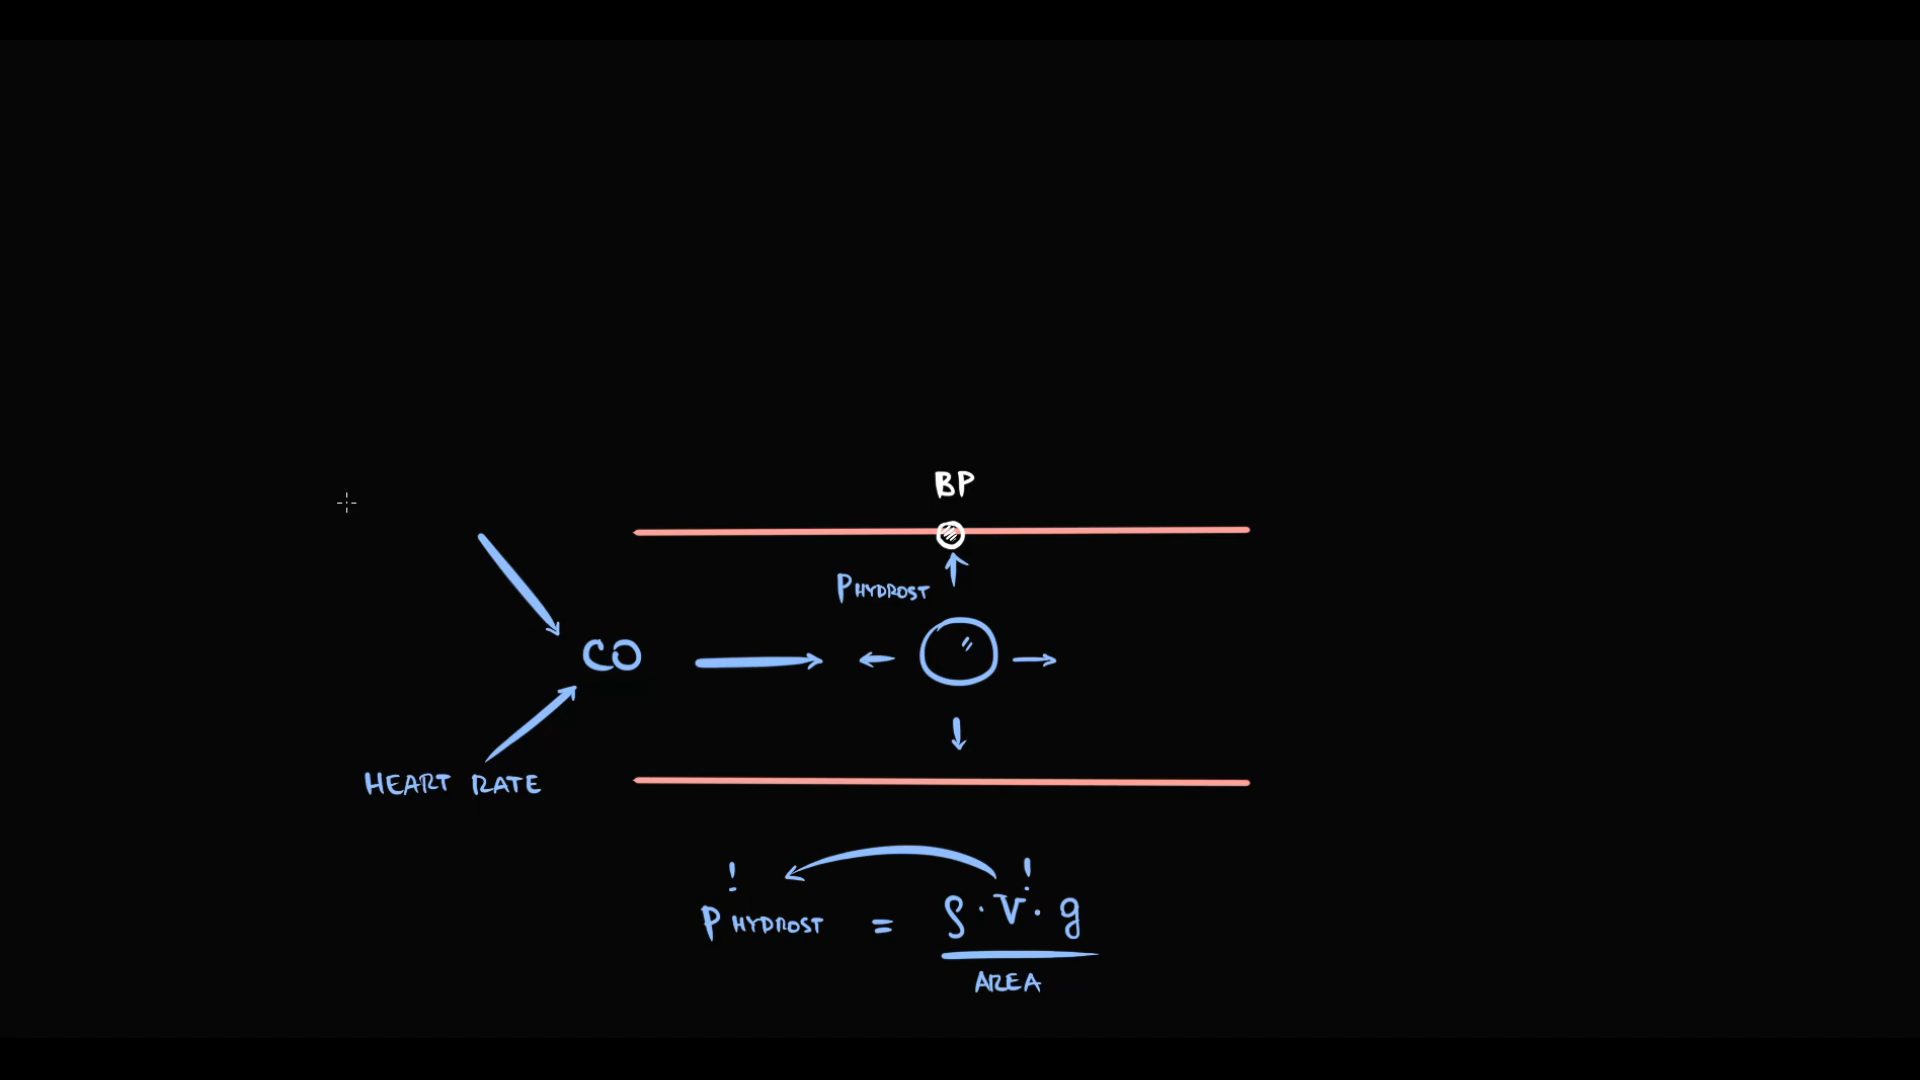 BP
PHYDROST
CO
HEART RATE
! !
P HYDROST = ρ · V · g
AREA